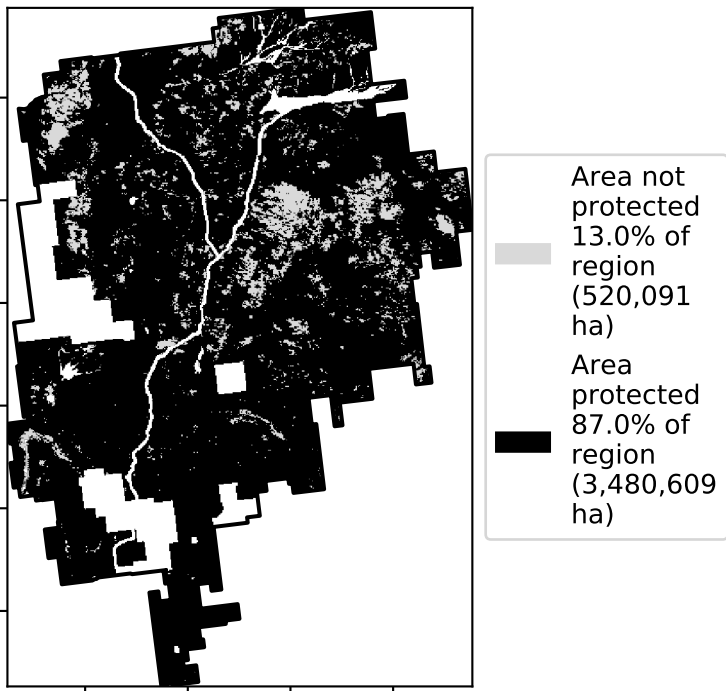 Area not
protected
13.0% of
region
(520,091
ha)
Area
protected
87.0% of
region
(3,480,609
ha)